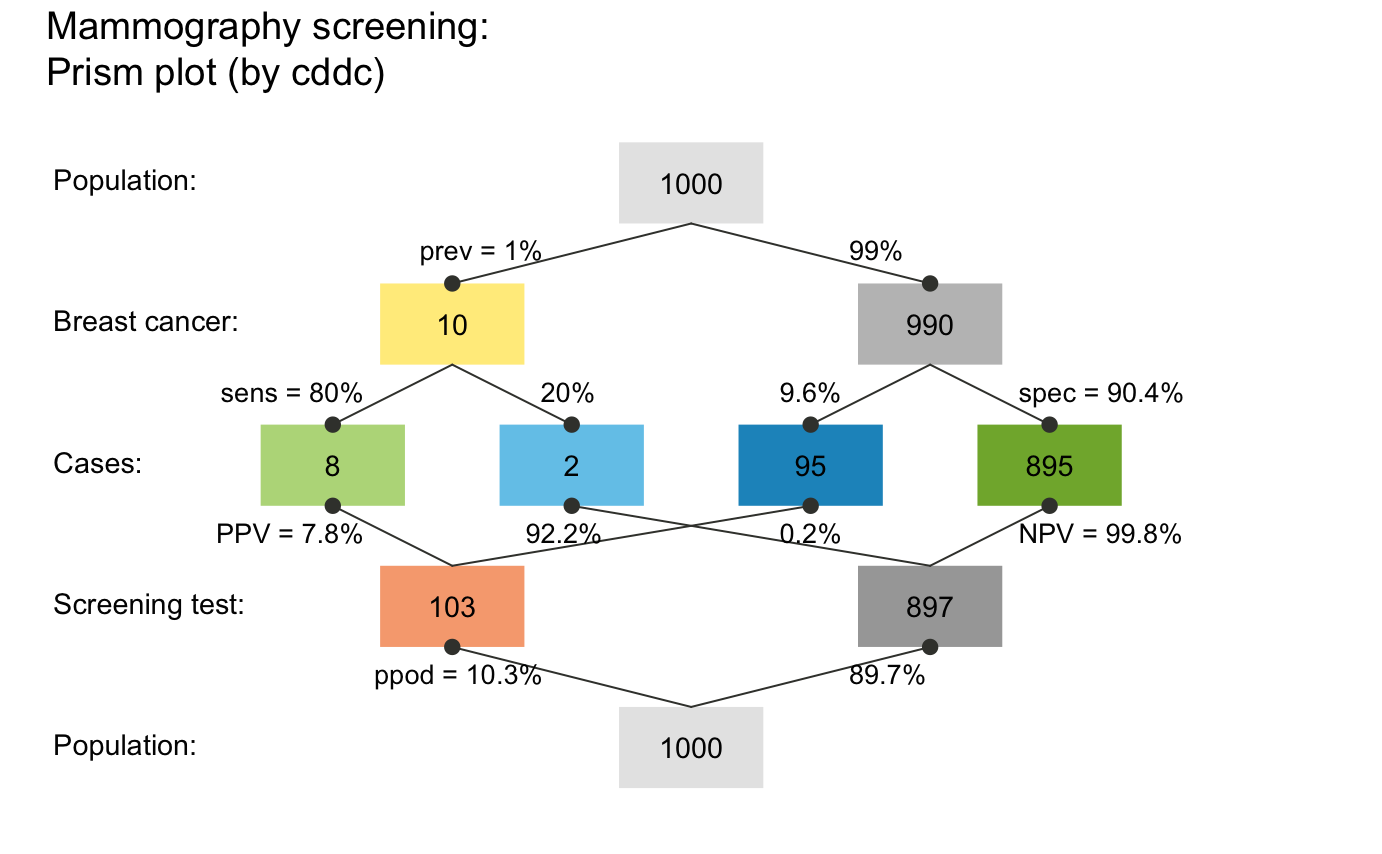 Mammography screening:
Prism plot (by cddc)
Population:
1000
prev = 1%
99%
Breast cancer:
10
990
sens = 80%
20%
9.6%
spec = 90.4%
Cases:
8
2
95
895
PPV = 7.8%
92.2%
0.2%
NPV = 99.8%
Screening test:
103
897
ppod = 10.3%
89.7%
Population:
1000